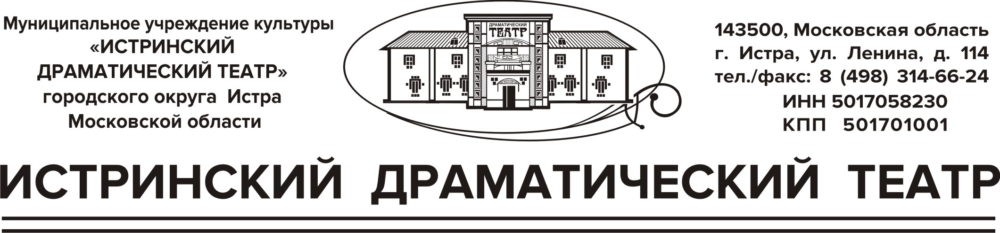 Муниципальное учреждение культуры
«ИСТРИНСКИЙ
ДРАМАТИЧЕСКИЙ ТЕАТР»
городского округа Истра
Московской области
ДРАМАТИЧЕСКИЙ
ТЕАТР
143500, Московская область
г. Истра, ул. Ленина, д. 114
тел./факс: 8 (498) 314-66-24
ИНН 5017058230
КПП 501701001
ИСТРИНСКИЙ ДРАМАТИЧЕСКИЙ ТЕАТР